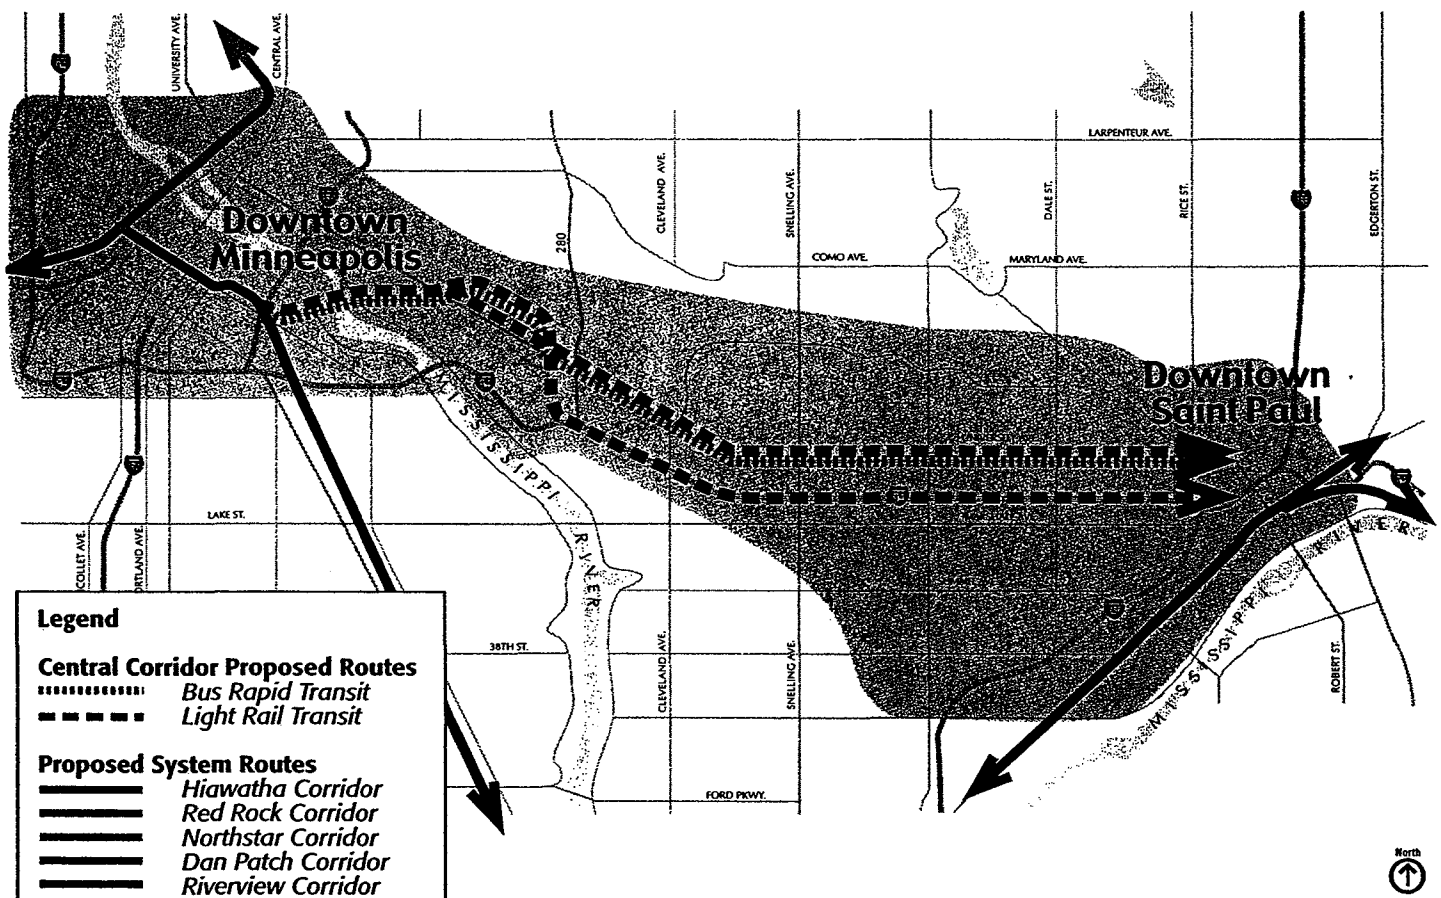 UNIVERSITY AVE.
CENTRAL AVE.
LARPENTEUR AVE.
CLEVELAND AVE.
SNELLING AVE.
DALE ST.
RICE ST.
EDGERTON ST.
Downtown
Minneapolis
280
COMO AVE.
MARYLAND AVE.
Downtown
Saint Paul
MISSISSIPPI RIVER
LAKE ST.
COLLET AVE.
ORTLAND AVE.
RIVER
MISSISSIPPI
38TH ST.
CLEVELAND AVE.
SNELLING AVE.
ROBERT ST.
FORD PKWY.
Legend
Central Corridor Proposed Routes
Bus Rapid Transit
Light Rail Transit
Proposed System Routes
Hiawatha Corridor
Red Rock Corridor
Northstar Corridor
Dan Patch Corridor
Riverview Corridor
North